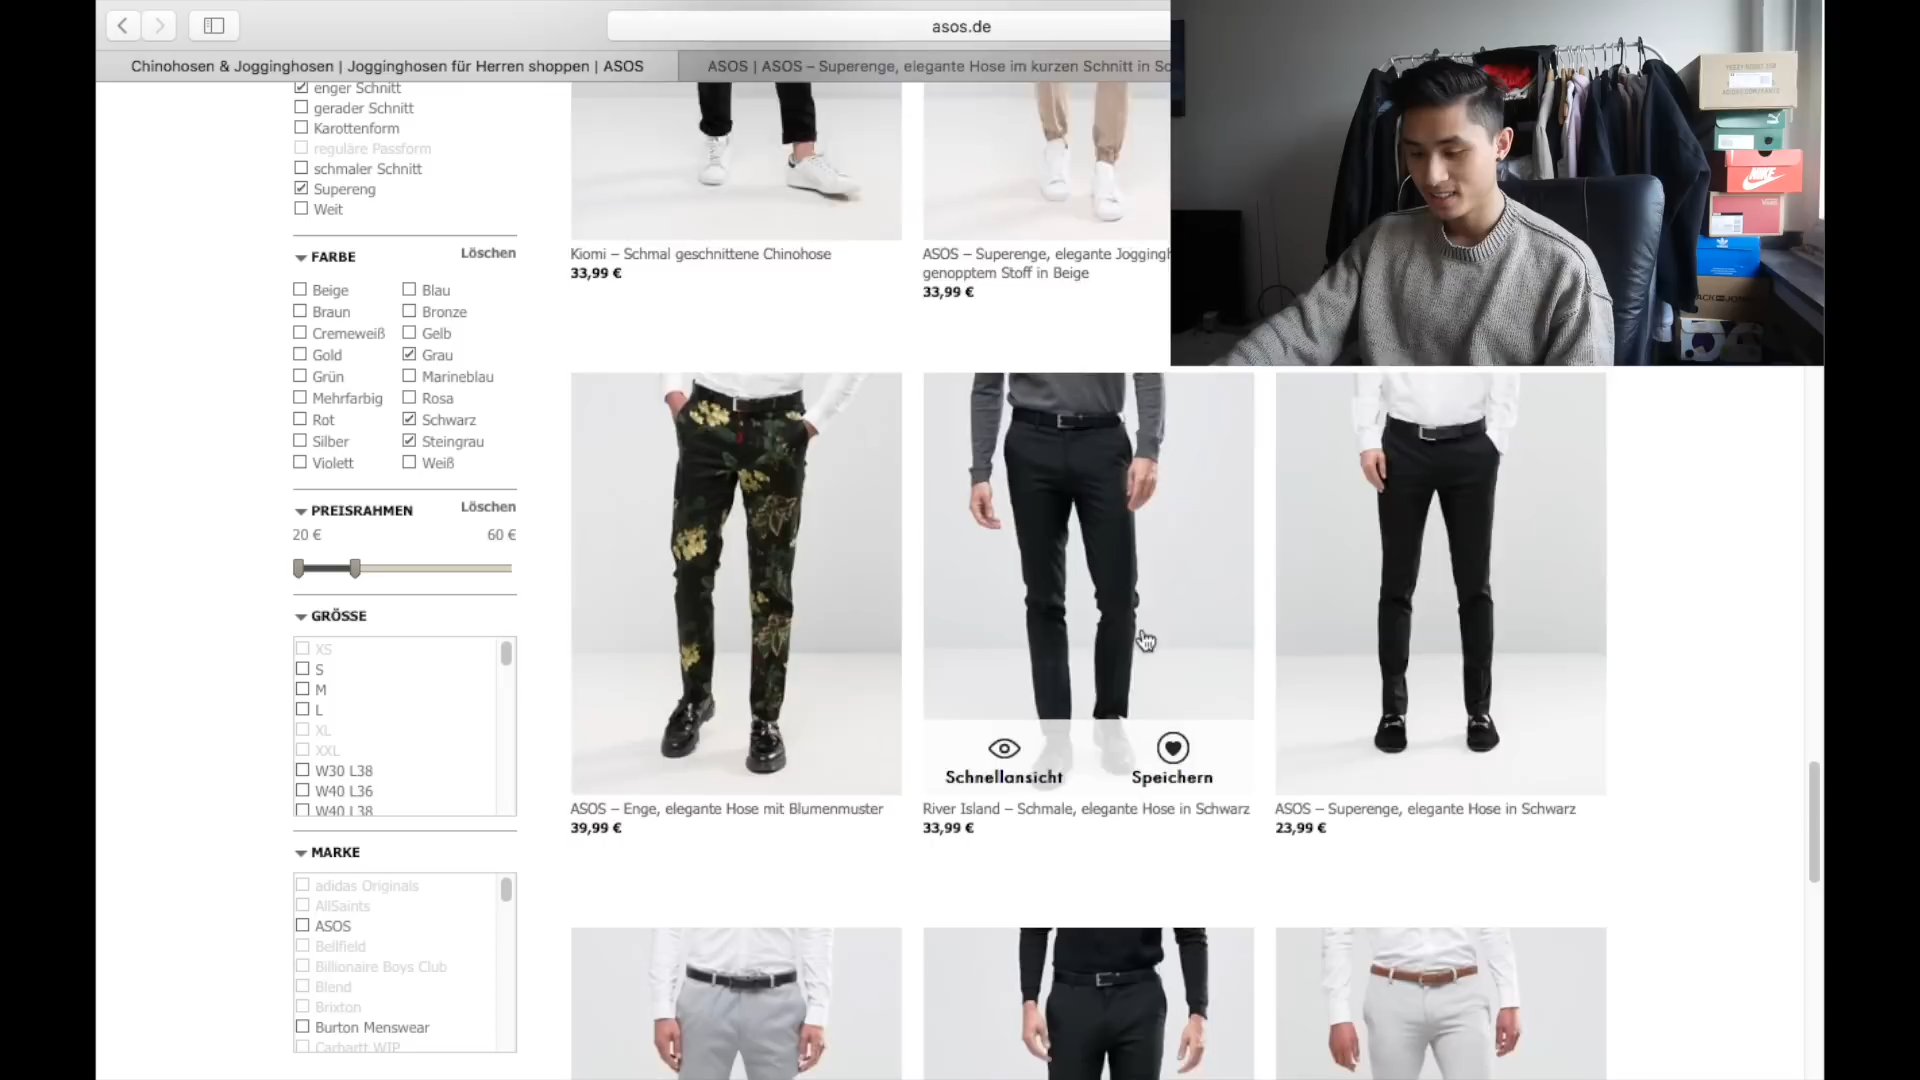 asos.de
Chinohosen & Jogginghosen | Jogginghosen für Herren shoppen | ASOS
ASOS | ASOS – Superenge, elegante Hose im kurzen Schnitt in Sc
enger Schnitt
gerader Schnitt
Karottenform
reguläre Passform
schmaler Schnitt
Supereng
Weit
FARBE
Löschen
Beige
Blau
Braun
Bronze
Cremeweiß
Gelb
Gold
Grau
Grün
Marineblau
Mehrfarbig
Rosa
Rot
Schwarz
Silber
Steingrau
Violett
Weiß
PREISRAHMEN
Löschen
20 €
60 €
GRÖSSE
XS
S
M
L
XL
XXL
W30 L38
W40 L36
W40 L38
MARKE
adidas Originals
AllSaints
ASOS
Bellfield
Billionaire Boys Club
Blend
Brixton
Burton Menswear
Carhartt WIP
Kiomi – Schmal geschnittene Chinohose
33,99 €
ASOS – Superenge, elegante Joggingh
genopptem Stoff in Beige
33,99 €
Schnellansicht
Speichern
ASOS – Enge, elegante Hose mit Blumenmuster
39,99 €
River Island – Schmale, elegante Hose in Schwarz
33,99 €
ASOS – Superenge, elegante Hose in Schwarz
23,99 €
NIKE
adidas